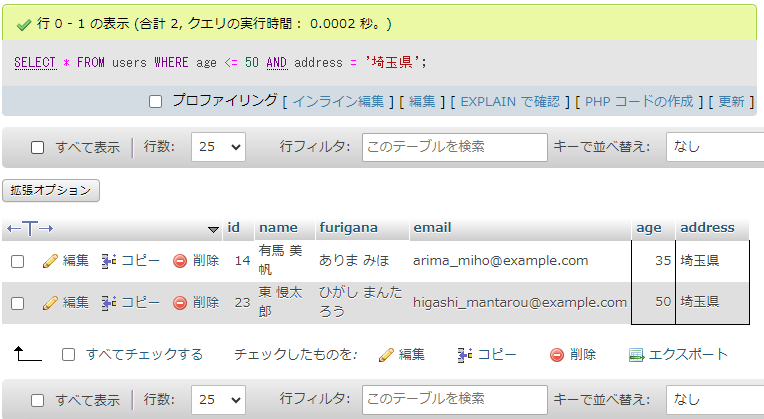 行 0 - 1 の表示 (合計 2, クエリの実行時間： 0.0002 秒。)
SELECT * FROM users WHERE age <= 50 AND address = '埼玉県';
プロファイリング [ インライン編集 ] [ 編集 ] [ EXPLAIN で確認 ] [ PHP コードの作成 ] [ 更新 ]
すべて表示 行数: 25 行フィルタ: このテーブルを検索 キーで並べ替え: なし
拡張オプション
←T→ id name furigana email age address
編集 コピー 削除 14 有馬 美帆 ありま みほ arima_miho@example.com 35 埼玉県
編集 コピー 削除 23 東 慢太郎 ひがし まんたろう higashi_mantarou@example.com 50 埼玉県
すべてチェックする チェックしたものを: 編集 コピー 削除 エクスポート
すべて表示 行数: 25 行フィルタ: このテーブルを検索 キーで並べ替え: なし